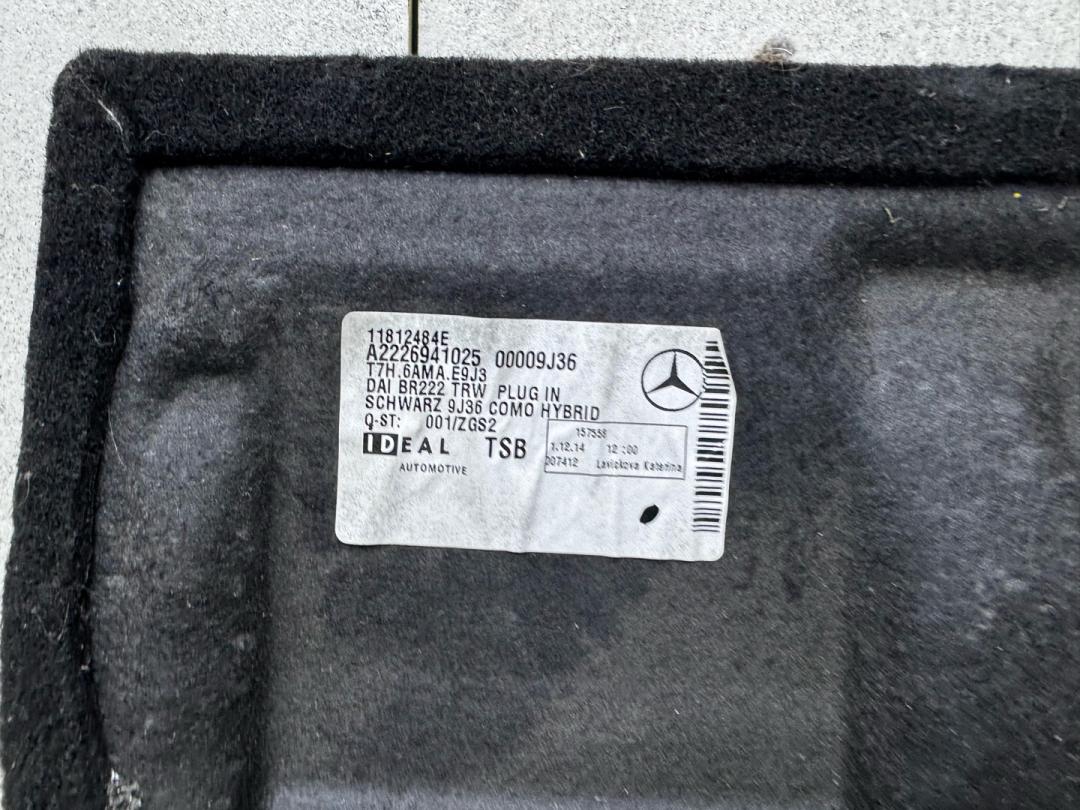 11812484E
A2226941025 00009J36
T7H.6AMA.E9J3
DAI BR222 TRW PLUG IN
SCHWARZ 9J36 COMO HYBRID
Q-ST: 001/ZGS2
IDEAL TSB
AUTOMOTIVE
157558
1.12.14 12:00
007412 Lavickova Katerina